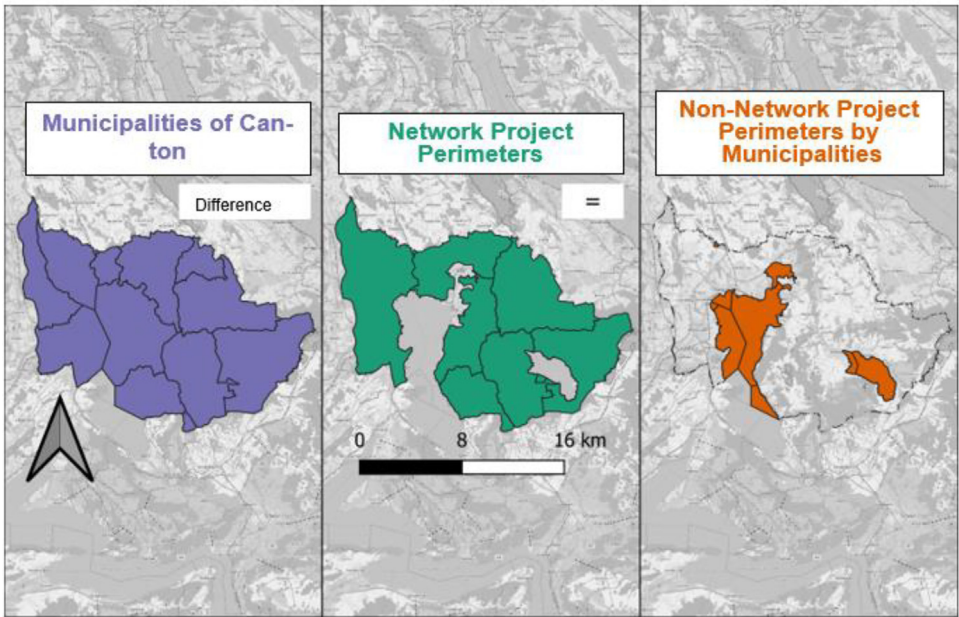 Municipalities of Can-
ton
Difference
Network Project
Perimeters
=
0 8 16 km
Non-Network Project
Perimeters by
Municipalities